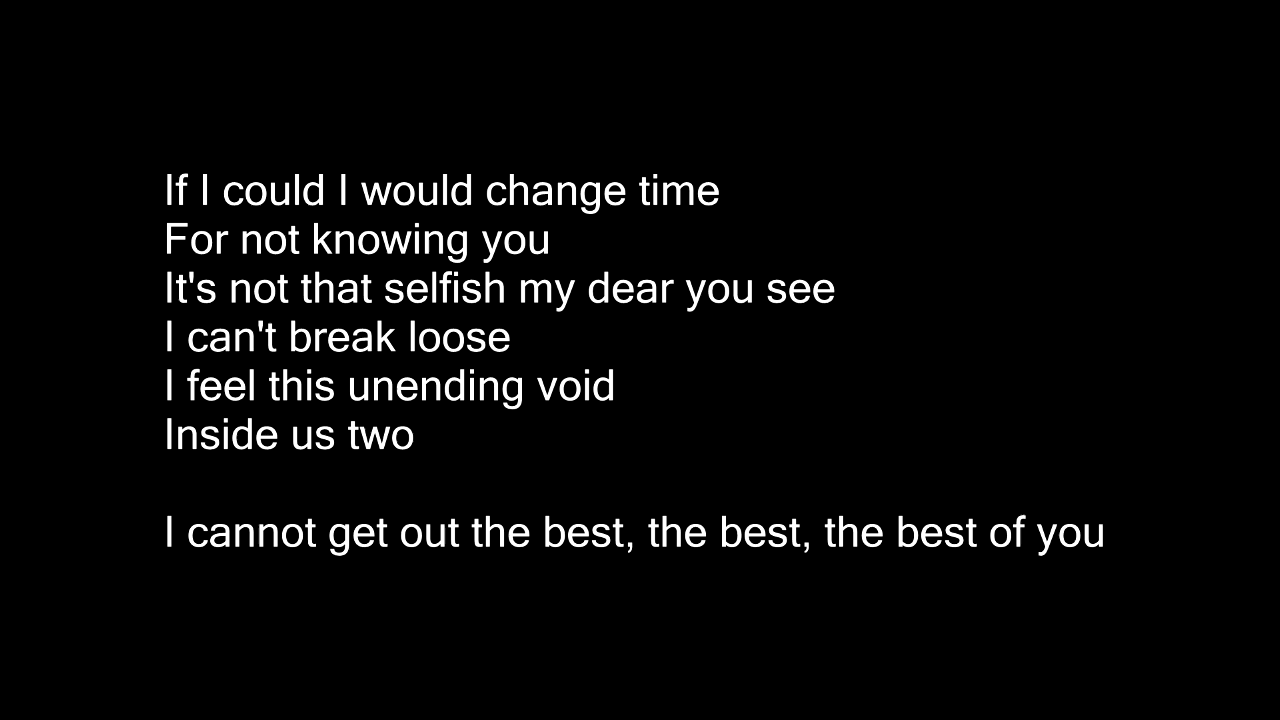 If I could I would change time
For not knowing you
It's not that selfish my dear you see
I can't break loose
I feel this unending void
Inside us two
I cannot get out the best, the best, the best of you